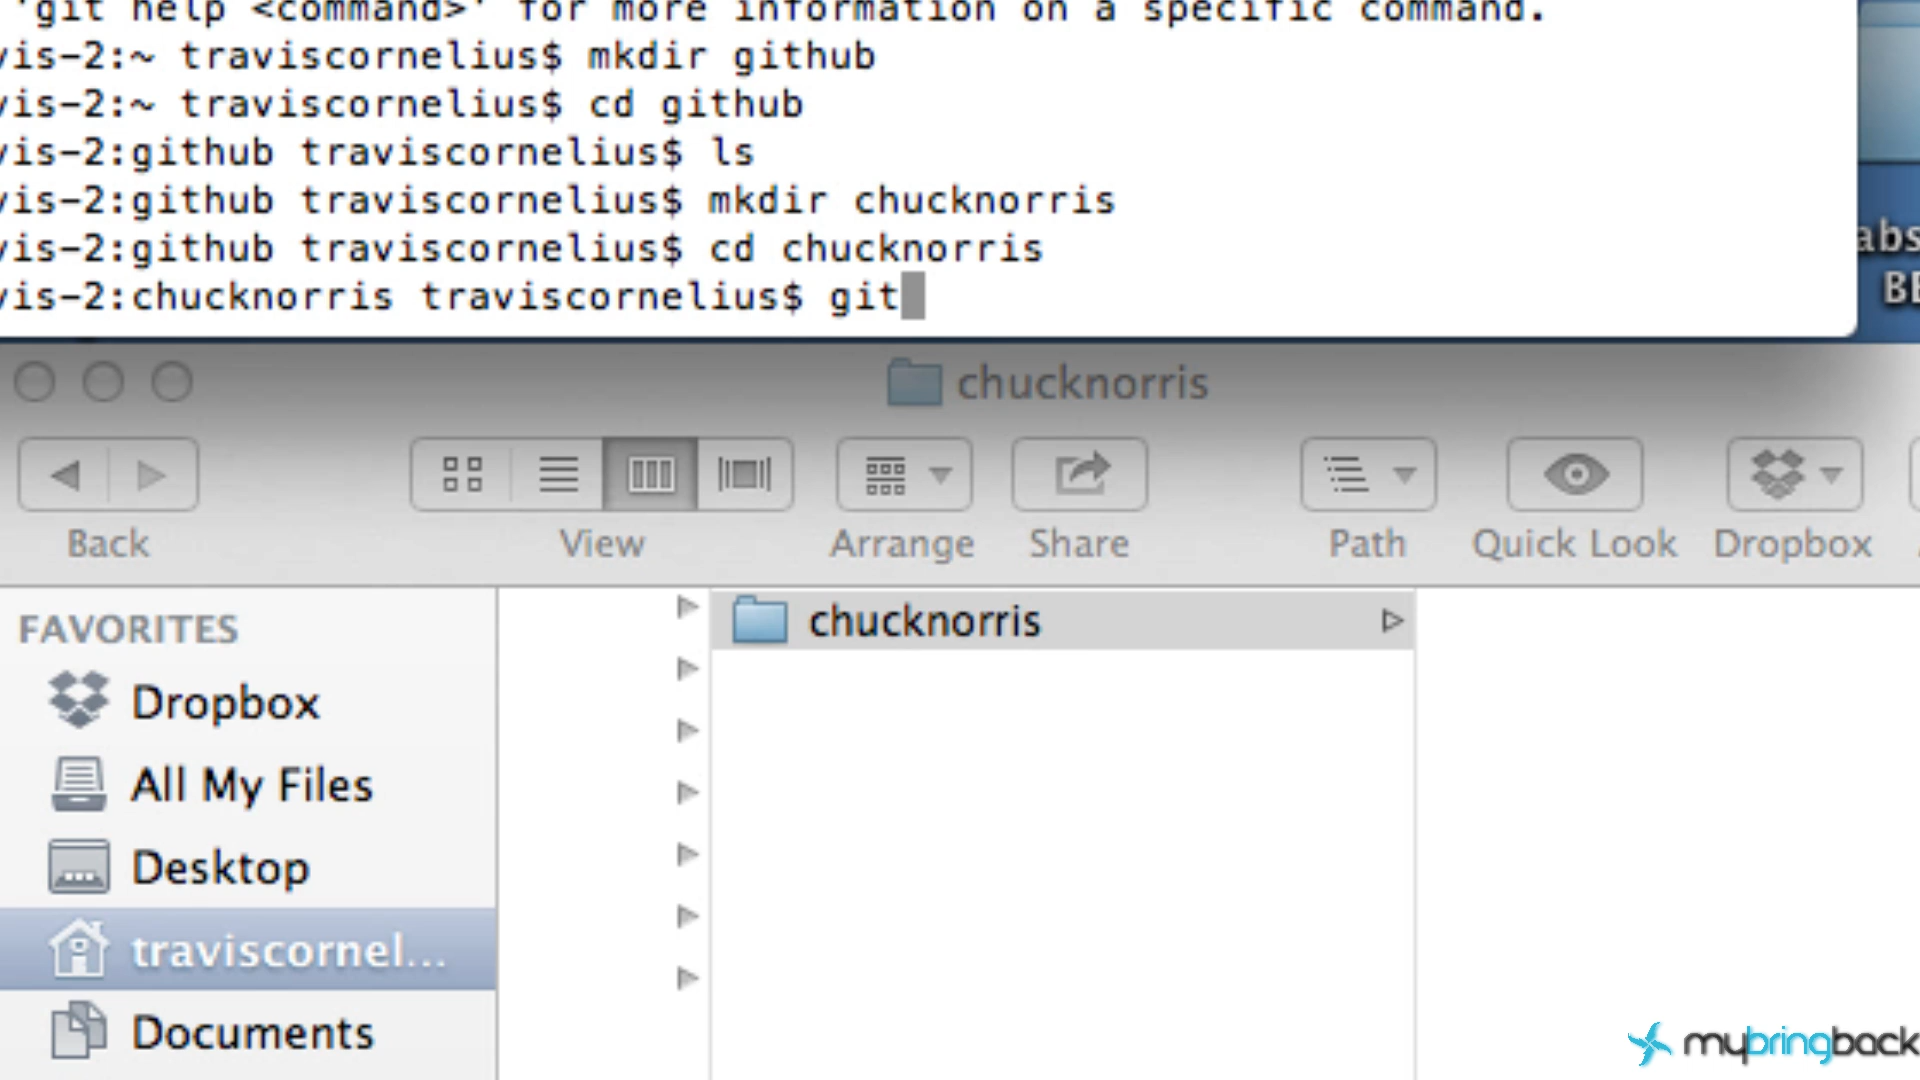 'git help <command>' for more information on a specific command.
vis-2:~ traviscornelius$ mkdir github
vis-2:~ traviscornelius$ cd github
vis-2:github traviscornelius$ ls
vis-2:github traviscornelius$ mkdir chucknorris
vis-2:github traviscornelius$ cd chucknorris
vis-2:chucknorris traviscornelius$ git
abs
BE
chucknorris
Back
View
Arrange
Share
Path
Quick Look
Dropbox
FAVORITES
chucknorris
Dropbox
All My Files
Desktop
traviscornel...
Documents
mybringback